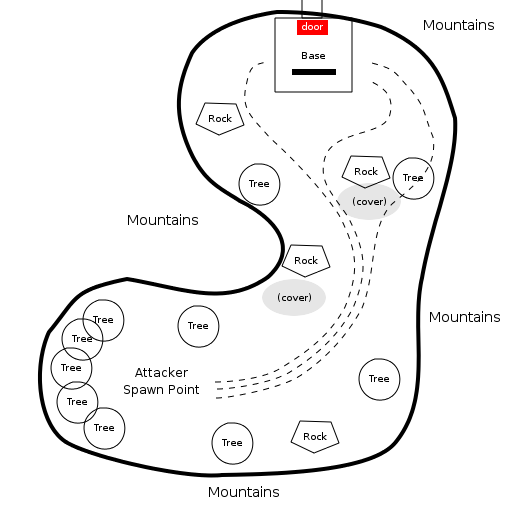 door
Mountains
Base
Rock
Rock
Tree
Tree
(cover)
Mountains
Rock
(cover)
Mountains
Tree
Tree
Tree
Tree
Attacker
Spawn Point
Tree
Tree
Tree
Tree
Rock
Mountains